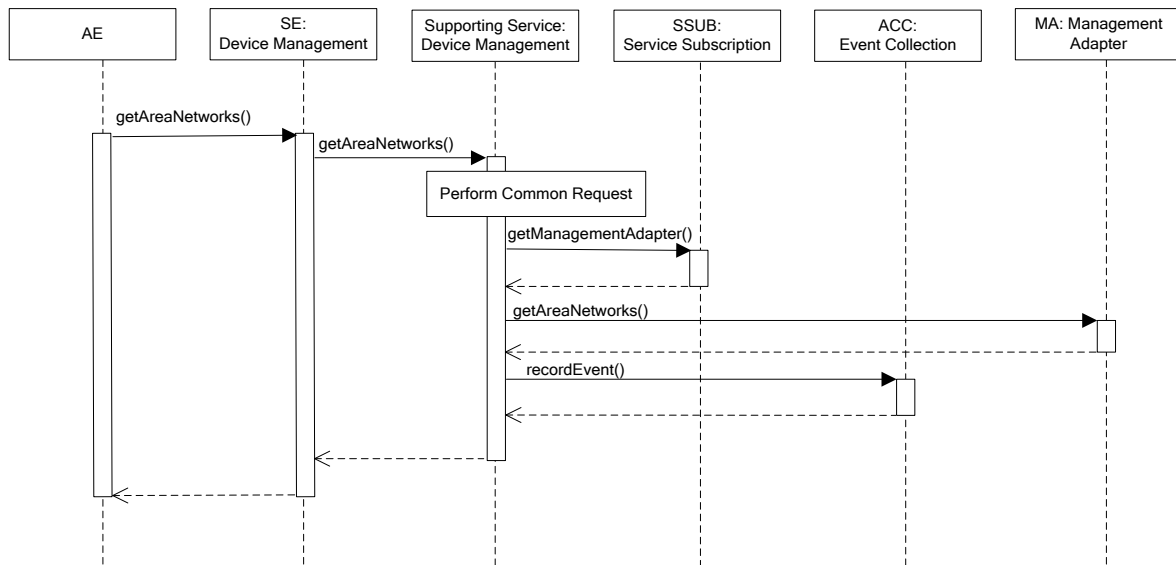 AE
SE:
Device Management
Supporting Service:
Device Management
SSUB:
Service Subscription
ACC:
Event Collection
MA: Management
Adapter
getAreaNetworks()
getAreaNetworks()
Perform Common Request
getManagementAdapter()
getAreaNetworks()
recordEvent()